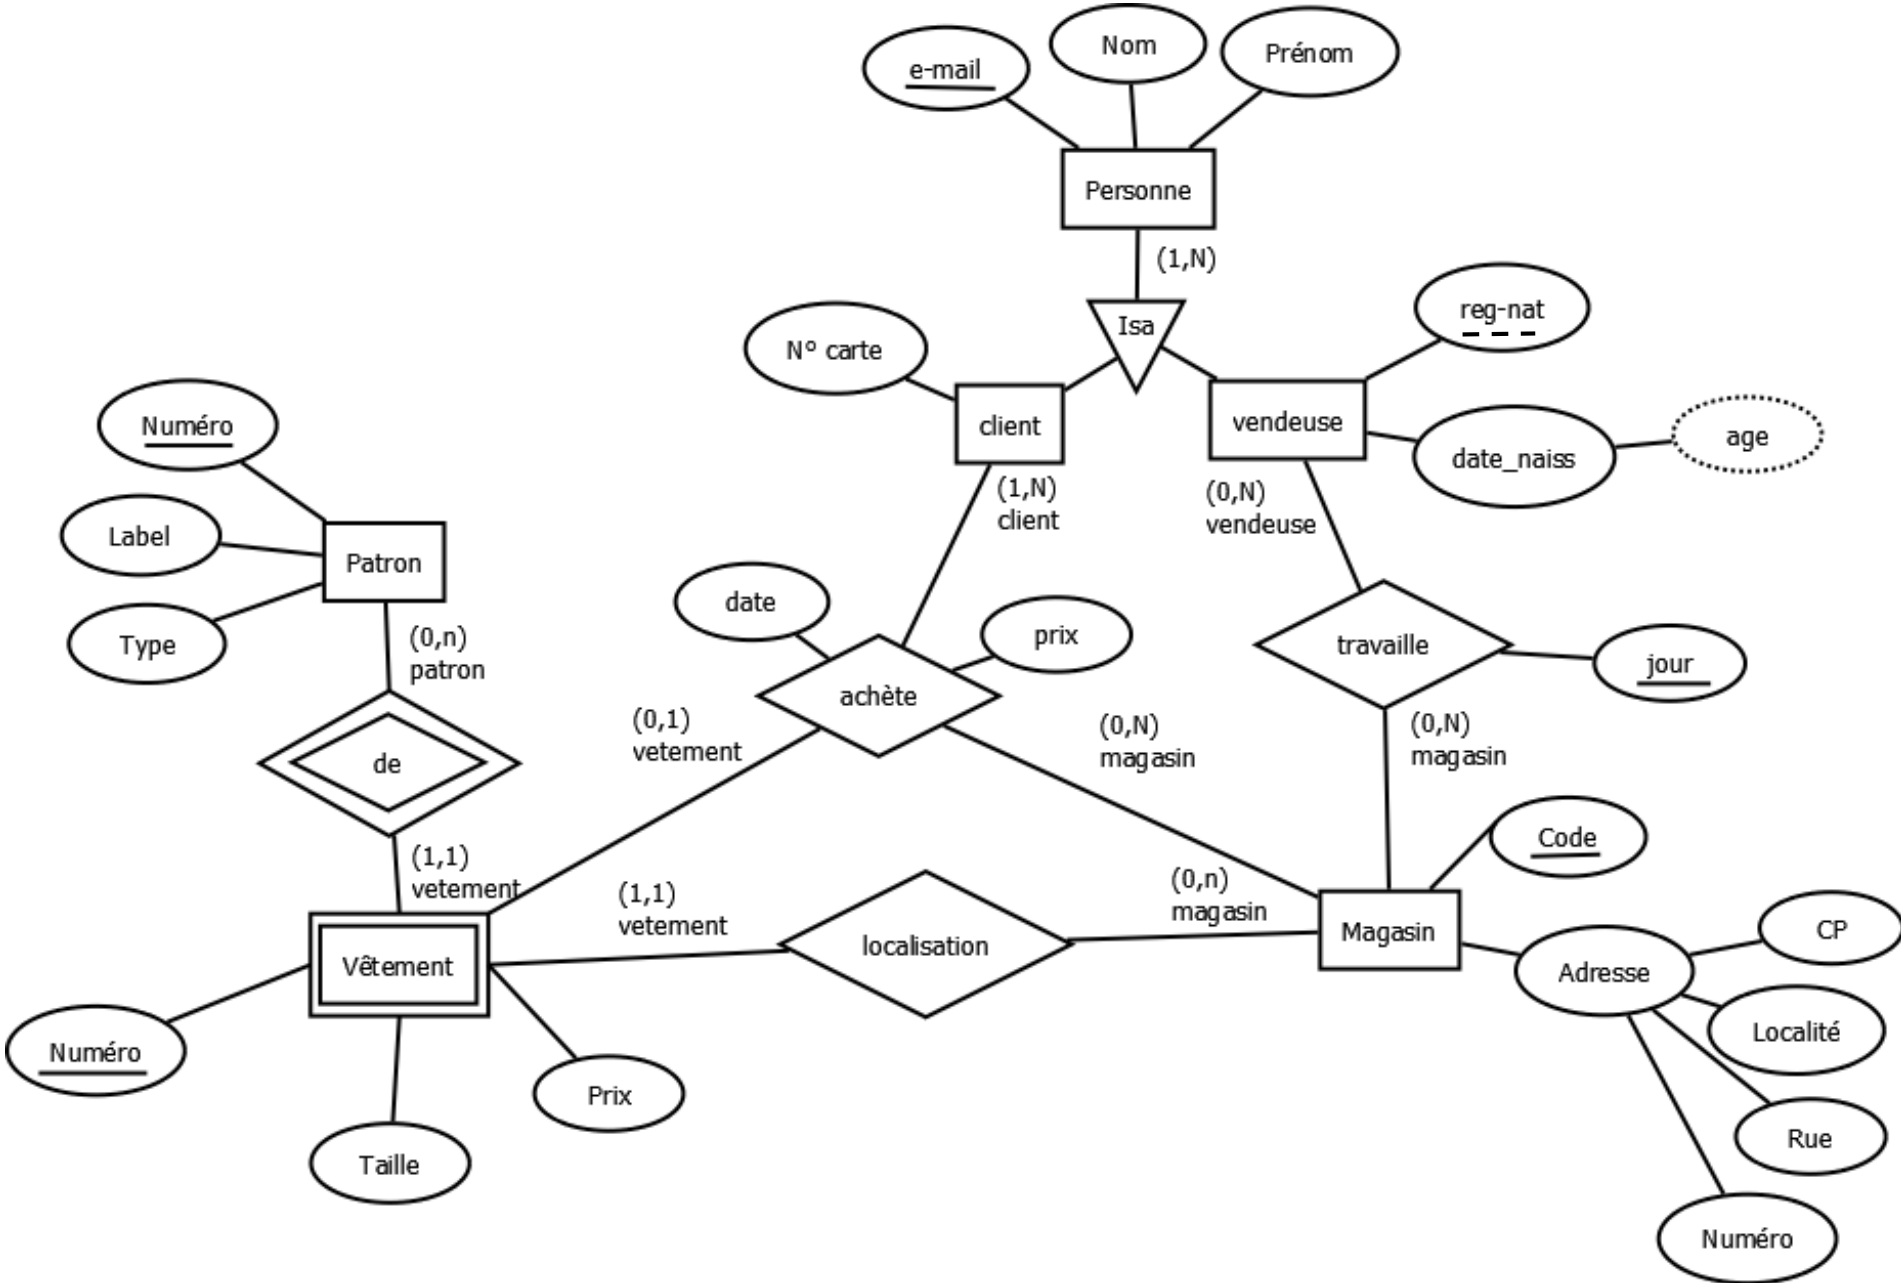 Nom
Prénom
e-mail
Personne
(1,N)
Isa
reg-nat
N° carte
client
vendeuse
age
date_naiss
Numéro
Label
Patron
Type
(1,N)
client
(0,N)
vendeuse
date
prix
(0,n)
patron
achète
travaille
jour
de
(0,1)
vetement
(0,N)
magasin
(0,N)
magasin
Code
(1,1)
vetement
(1,1)
vetement
(0,n)
magasin
localisation
Magasin
CP
Vêtement
Adresse
Localité
Numéro
Prix
Rue
Taille
Numéro